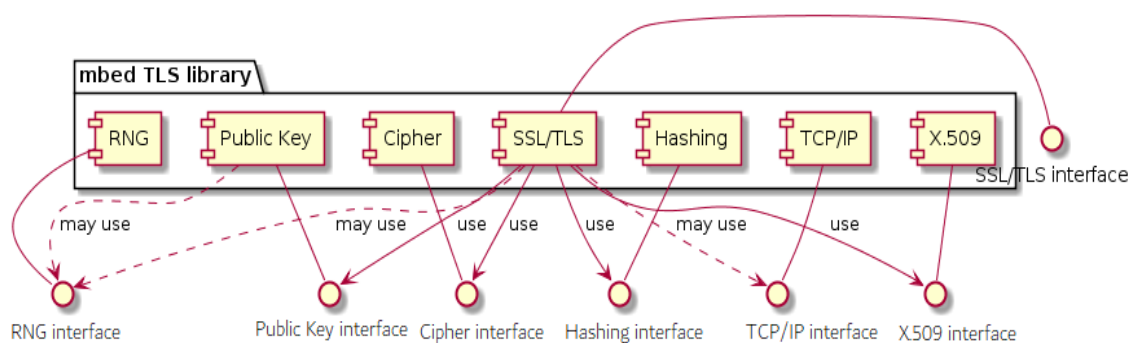 mbed TLS library
RNG
Public Key
Cipher
SSL/TLS
Hashing
TCP/IP
X.509
SSL/TLS interface
may use
may use
use
use
use
may use
use
RNG interface
Public Key interface
Cipher interface
Hashing interface
TCP/IP interface
X.509 interface